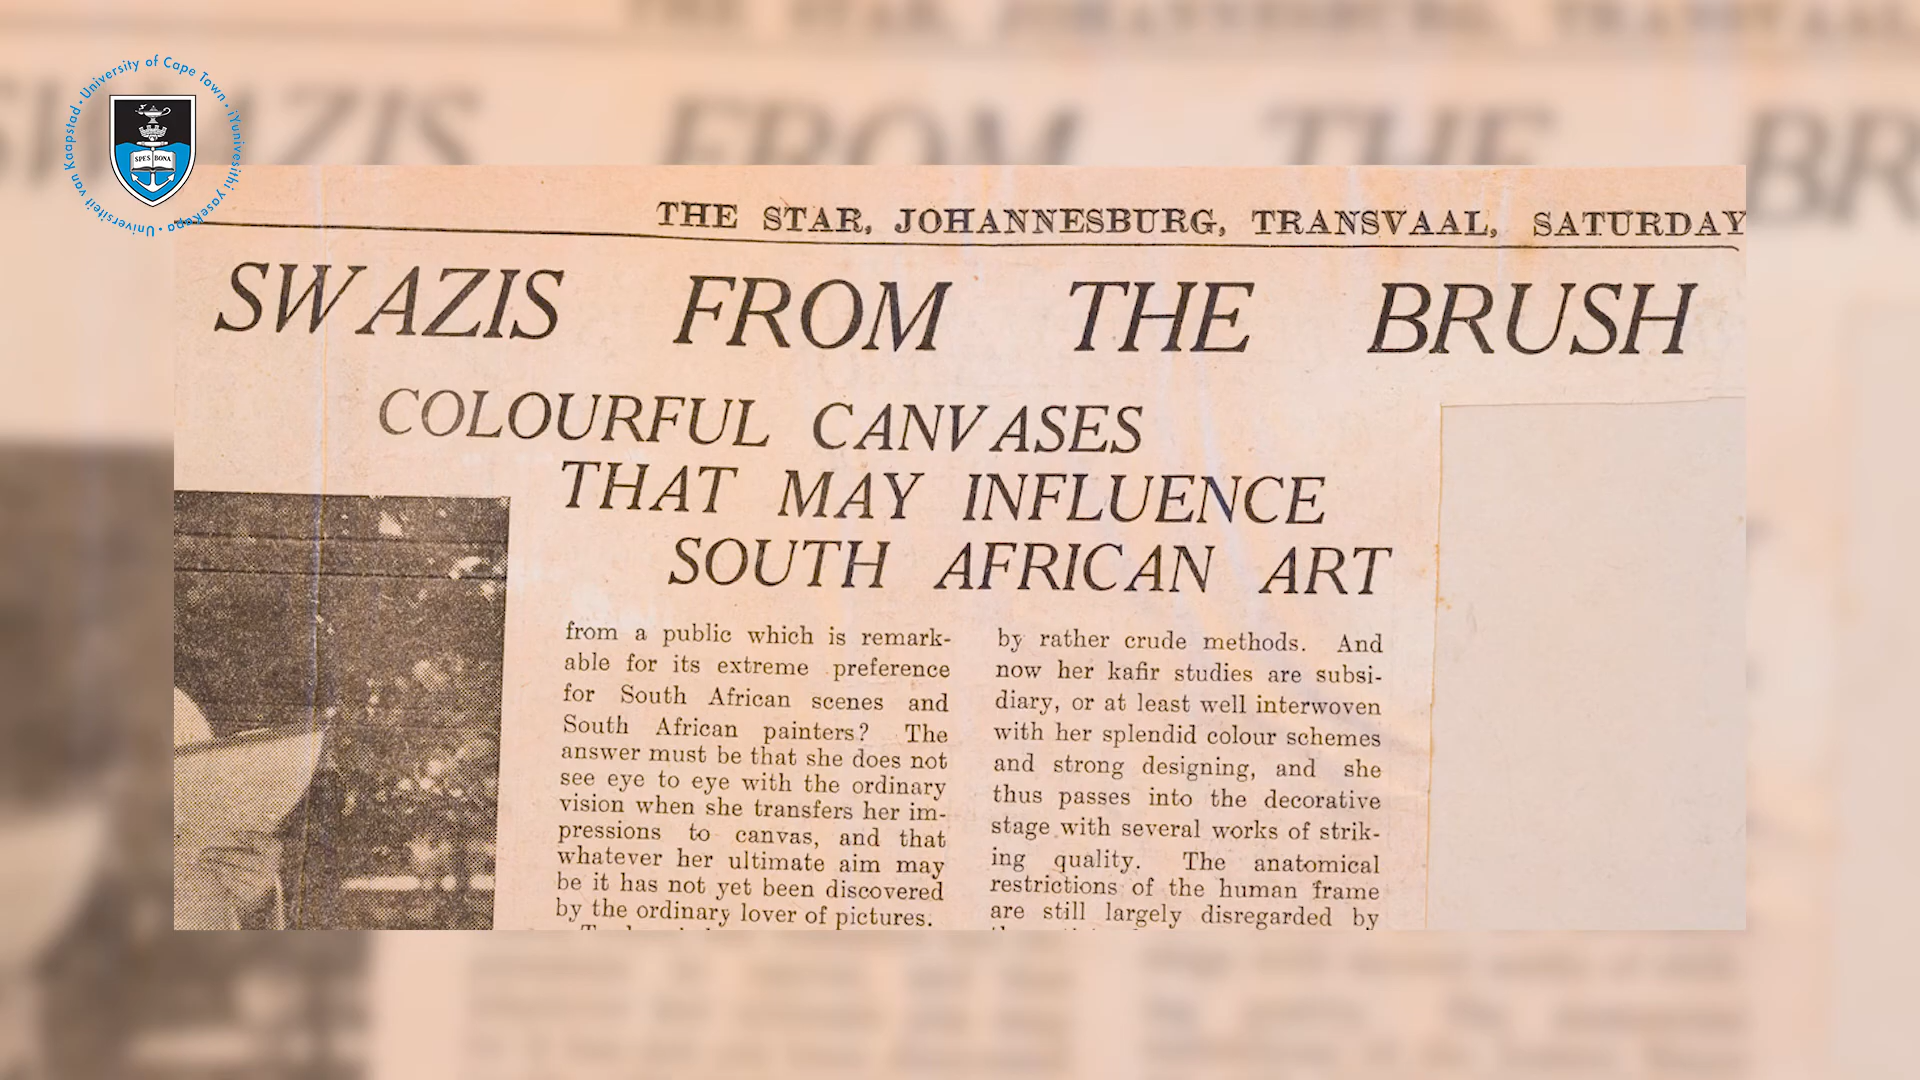 University of Cape Town · iYunivesithi yaseKapa · Universiteit van Kaapstad ·
SPES BONA
THE STAR, JOHANNESBURG, TRANSVAAL, SATURDAY
SWAZIS FROM THE BRUSH
COLOURFUL CANVASES
THAT MAY INFLUENCE
SOUTH AFRICAN ART
from a public which is remark-
able for its extreme preference
for South African scenes and
South African painters? The
answer must be that she does not
see eye to eye with the ordinary
vision when she transfers her im-
pressions to canvas, and that
whatever her ultimate aim may
be it has not yet been discovered
by the ordinary lover of pictures.
by rather crude methods. And
now her kafir studies are subsi-
diary, or at least well interwoven
with her splendid colour schemes
and strong designing, and she
thus passes into the decorative
stage with several works of strik-
ing quality. The anatomical
restrictions of the human frame
are still largely disregarded by